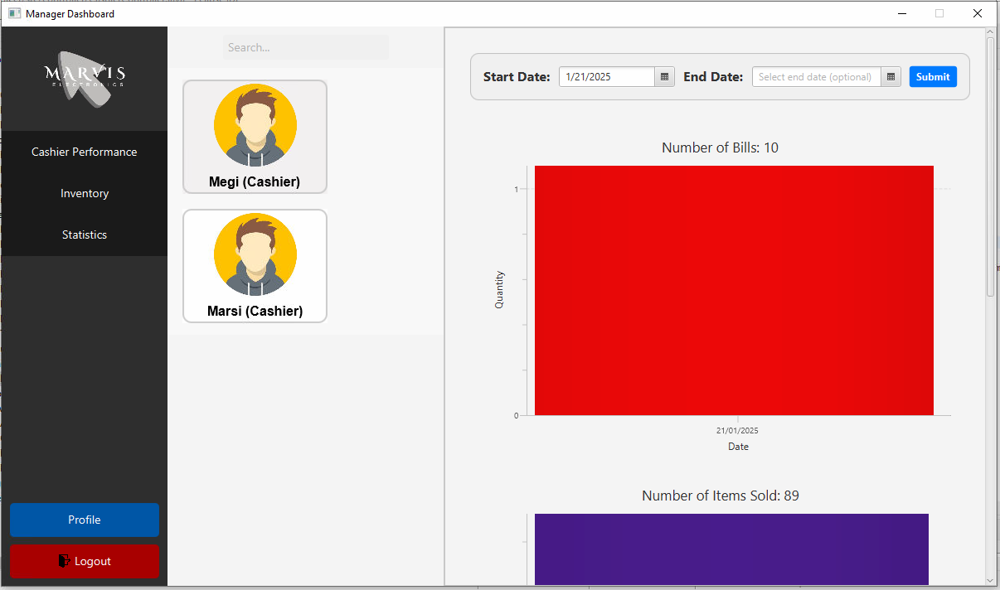 Manager Dashboard
MARVIS
ELECTRONICS
Cashier Performance
Inventory
Statistics
Profile
Logout
Search...
Megi (Cashier)
Marsi (Cashier)
Start Date: 1/21/2025 End Date: Select end date (optional) Submit
Number of Bills: 10
1
Quantity
0
21/01/2025
Date
Number of Items Sold: 89